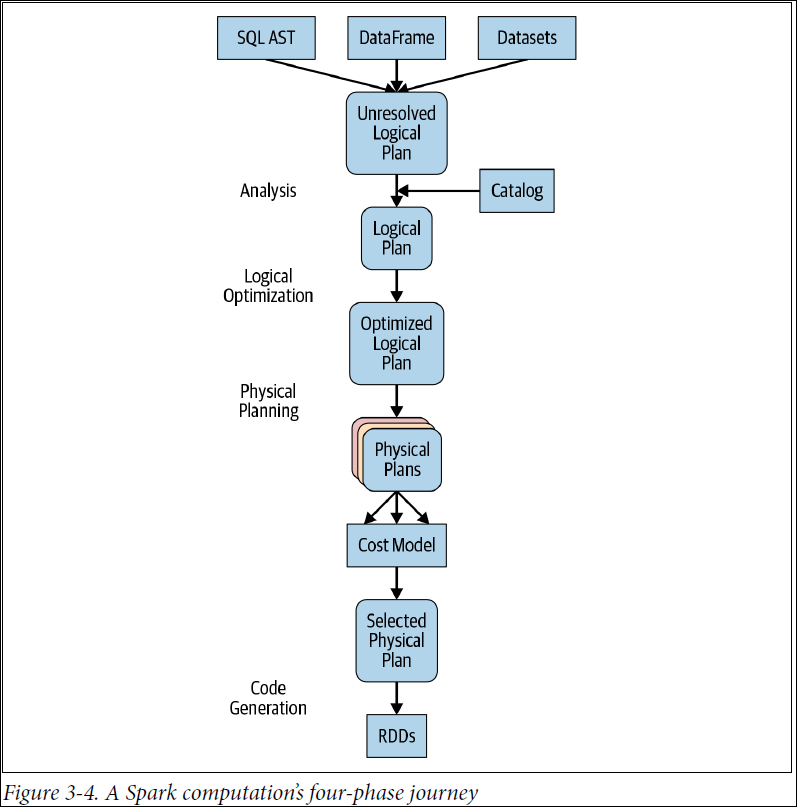 SQL AST
DataFrame
Datasets
Unresolved
Logical
Plan
Analysis
Catalog
Logical
Plan
Logical
Optimization
Optimized
Logical
Plan
Physical
Planning
Physical
Plans
Cost Model
Selected
Physical
Plan
Code
Generation
RDDs
Figure 3-4. A Spark computation’s four-phase journey